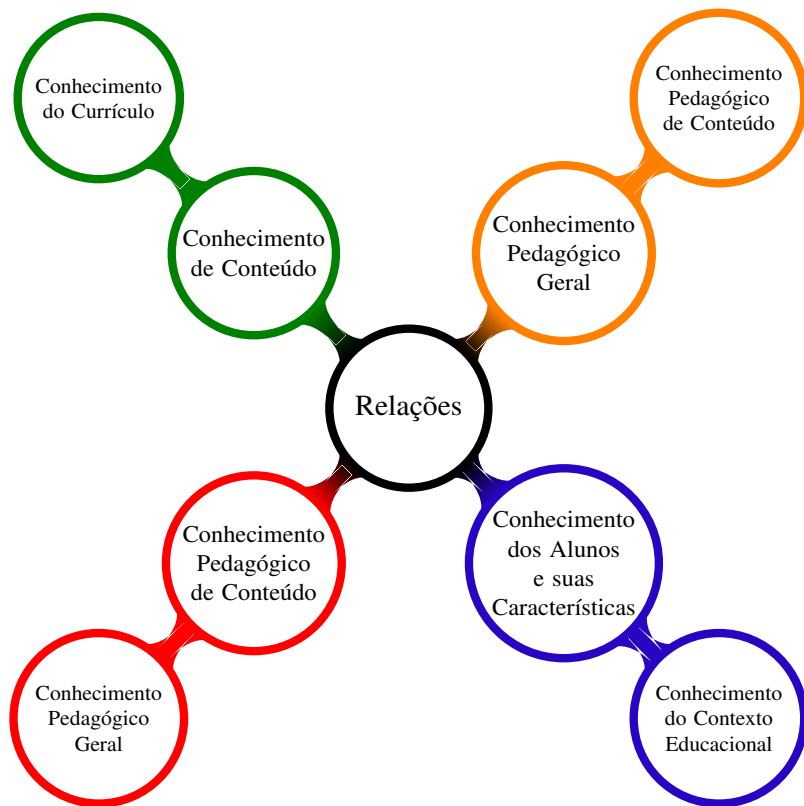 Conhecimento
do Currículo
Conhecimento
Pedagógico
de Conteúdo
Conhecimento
de Conteúdo
Conhecimento
Pedagógico
Geral
Relações
Conhecimento
Pedagógico
de Conteúdo
Conhecimento
dos Alunos
e suas
Características
Conhecimento
Pedagógico
Geral
Conhecimento
do Contexto
Educacional